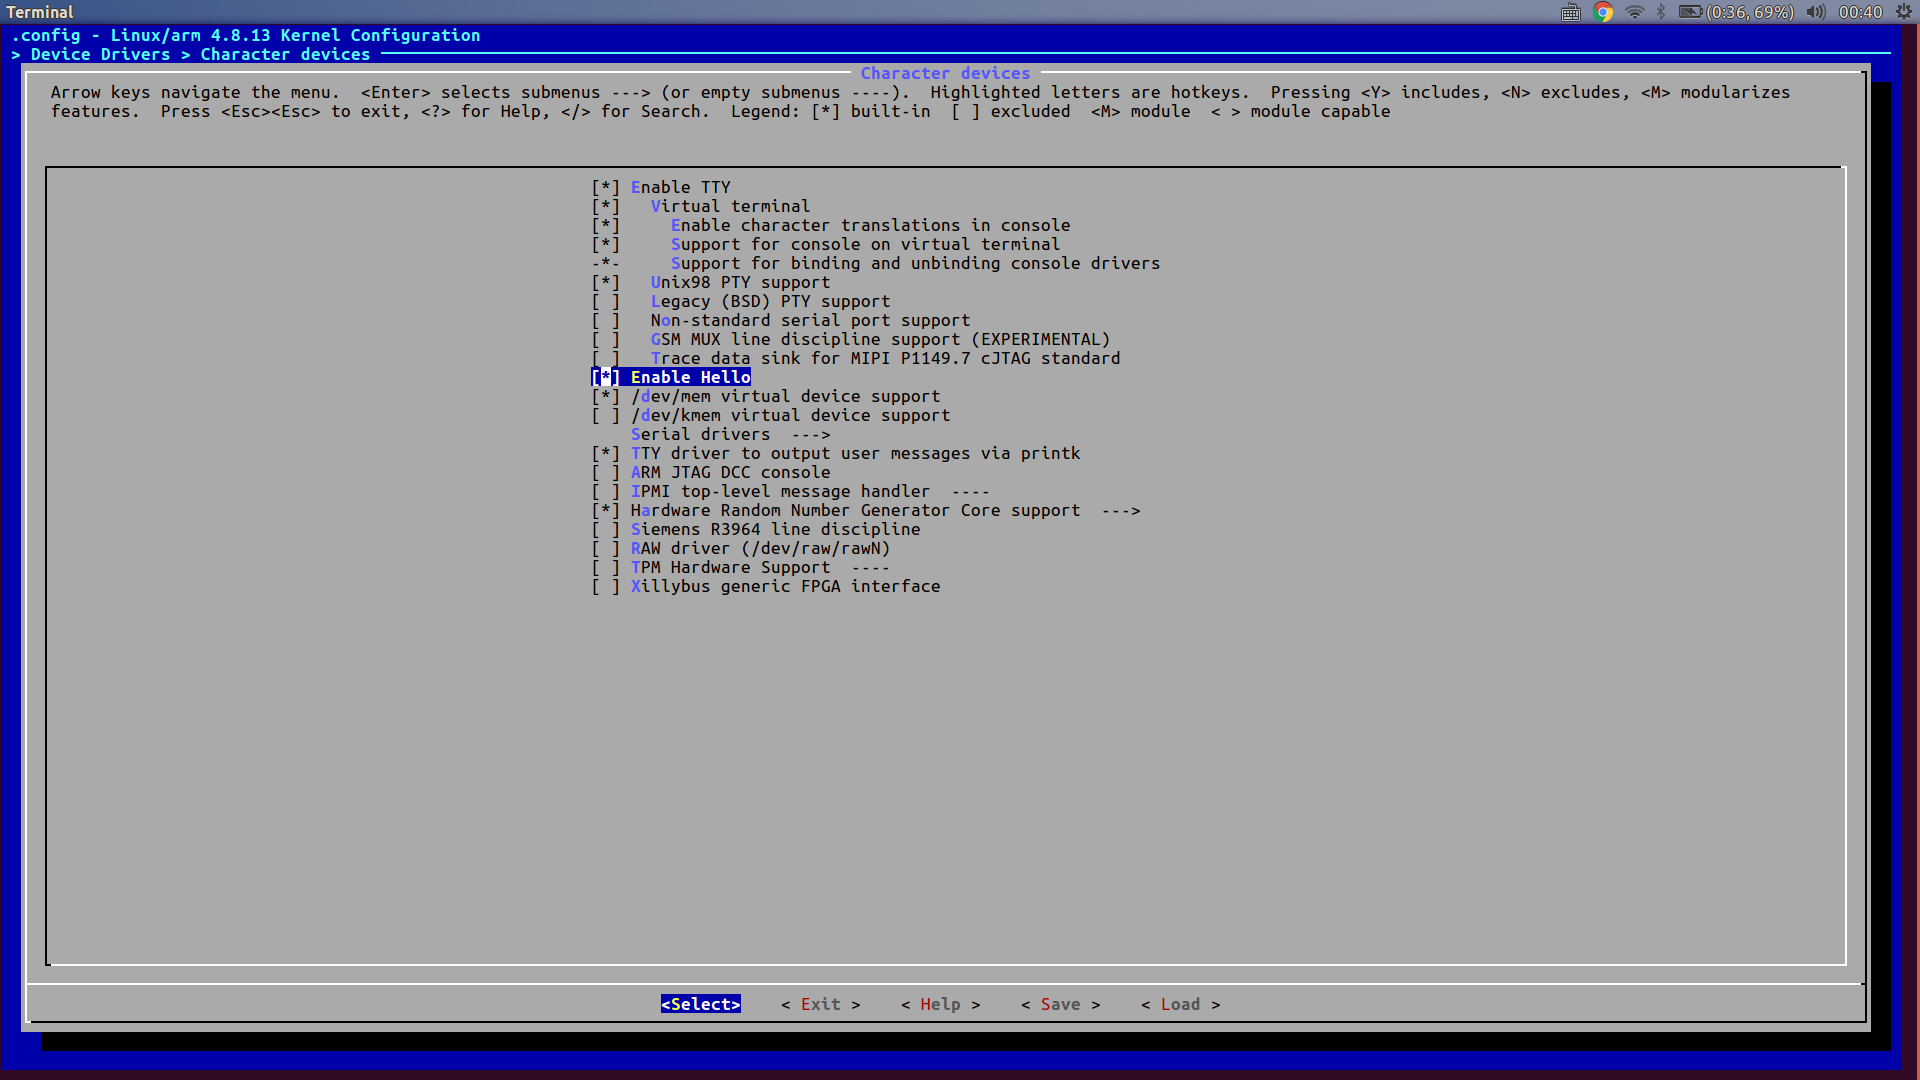 Terminal (0:36, 69%) 00:40
.config - Linux/arm 4.8.13 Kernel Configuration
> Device Drivers > Character devices
Character devices
Arrow keys navigate the menu.  <Enter> selects submenus ---> (or empty submenus ----).  Highlighted letters are hotkeys.  Pressing <Y> includes, <N> excludes, <M> modularizes
features.  Press <Esc><Esc> to exit, <?> for Help, </> for Search.  Legend: [*] built-in  [ ] excluded  <M> module  < > module capable
[*] Enable TTY
[*]   Virtual terminal
[*]     Enable character translations in console
[*]     Support for console on virtual terminal
-*-     Support for binding and unbinding console drivers
[*]   Unix98 PTY support
[ ]   Legacy (BSD) PTY support
[ ]   Non-standard serial port support
[ ]   GSM MUX line discipline support (EXPERIMENTAL)
[ ]   Trace data sink for MIPI P1149.7 cJTAG standard
[*] Enable Hello
[*] /dev/mem virtual device support
[ ] /dev/kmem virtual device support
Serial drivers  --->
[*] TTY driver to output user messages via printk
[ ] ARM JTAG DCC console
[ ] IPMI top-level message handler  ----
[*] Hardware Random Number Generator Core support  --->
[ ] Siemens R3964 line discipline
[ ] RAW driver (/dev/raw/rawN)
[ ] TPM Hardware Support  ----
[ ] Xillybus generic FPGA interface
<Select>    < Exit >    < Help >    < Save >    < Load >